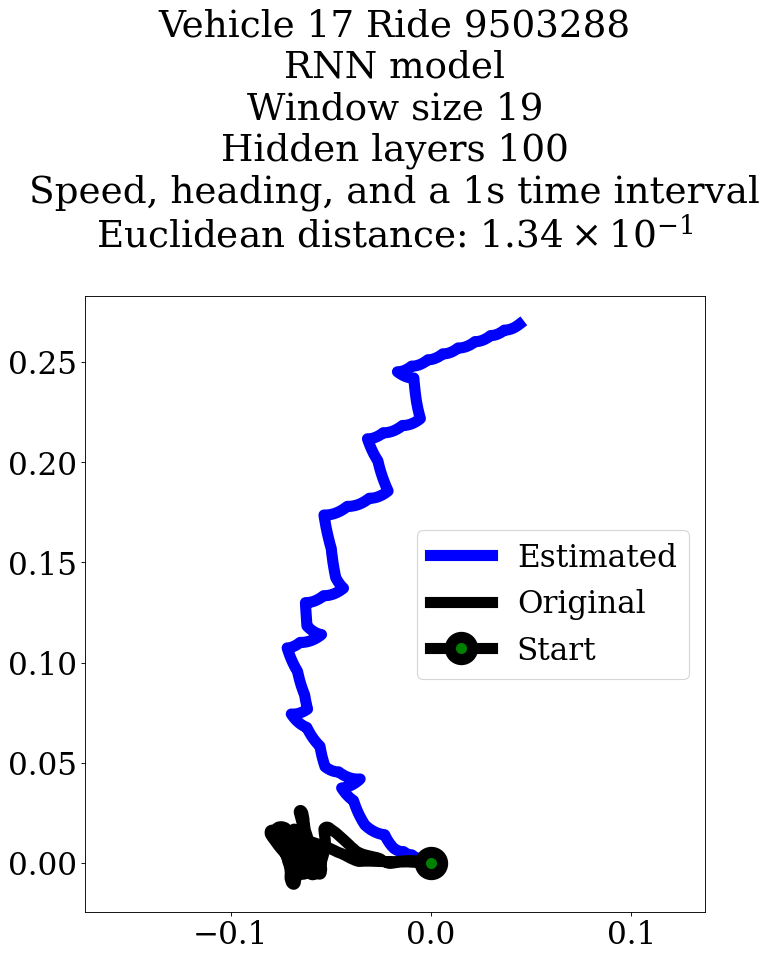 Vehicle 17 Ride 9503288
RNN model
Window size 19
Hidden layers 100
Speed, heading, and a 1s time interval
Euclidean distance: 1.34 × 10⁻¹
0.25
0.20
0.15
0.10
0.05
0.00
Estimated
Original
Start
−0.1
0.0
0.1